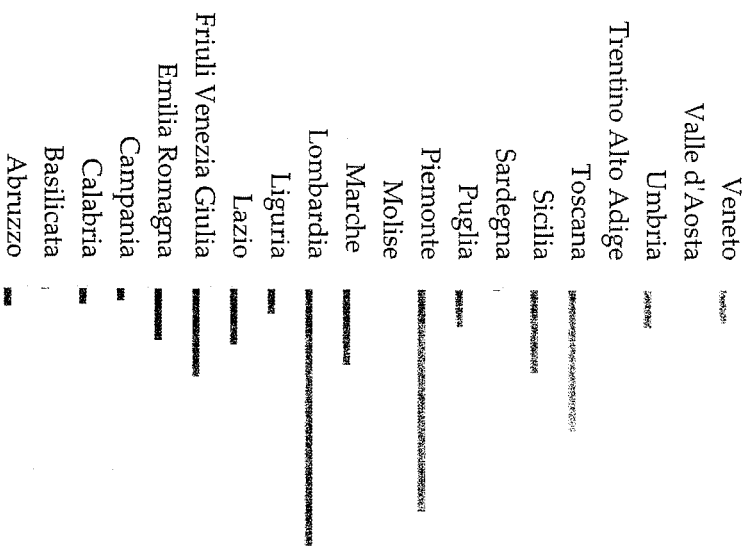 Veneto
Valle d'Aosta
Umbria
Trentino Alto Adige
Toscana
Sicilia
Sardegna
Puglia
Piemonte
Molise
Marche
Lombardia
Liguria
Lazio
Friuli Venezia Giulia
Emilia Romagna
Campania
Calabria
Basilicata
Abruzzo